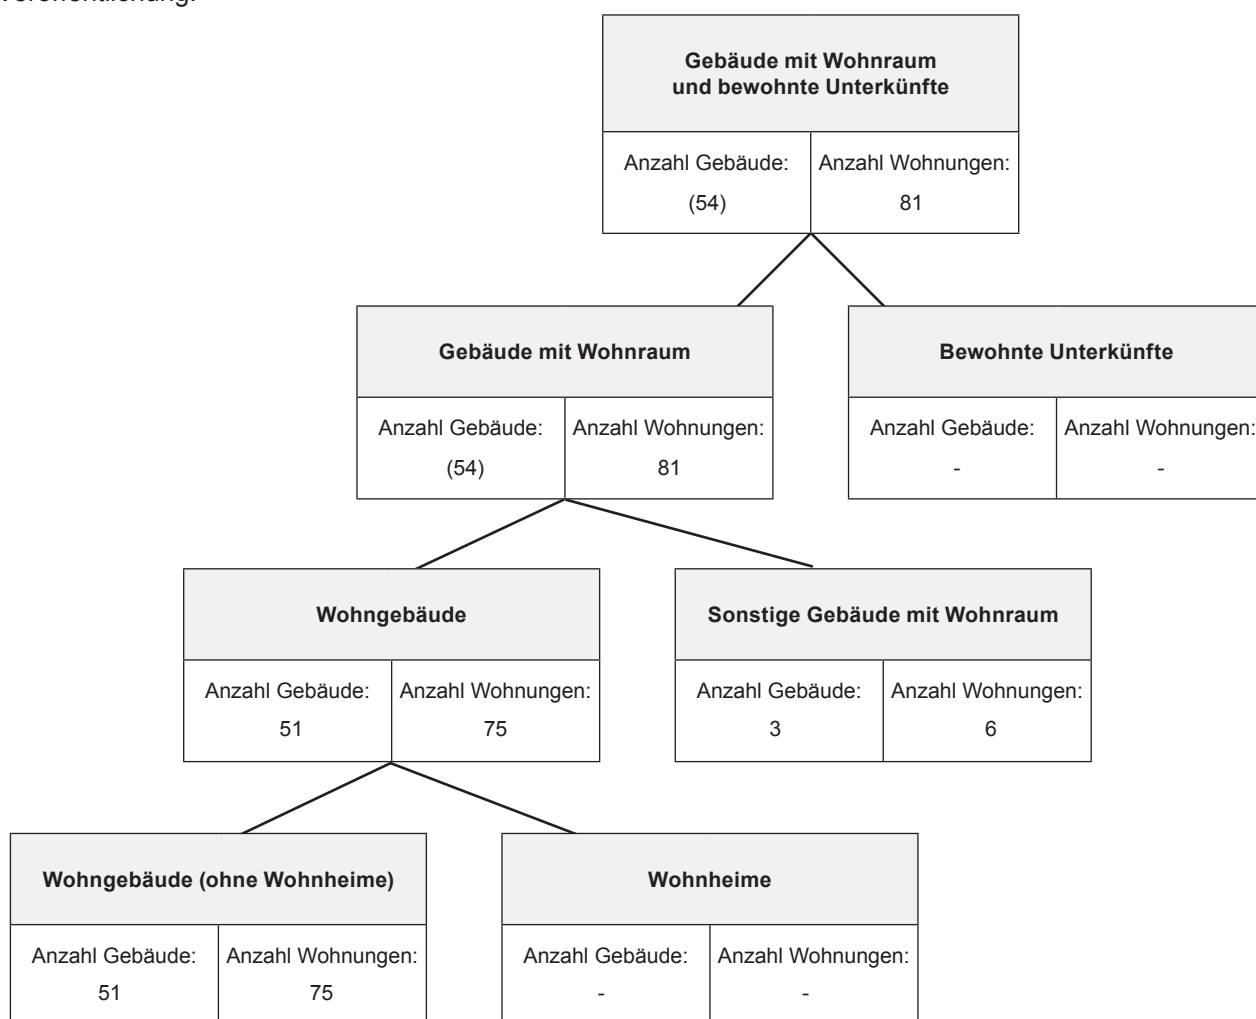 Veröffentlichung.
Gebäude mit Wohnraum
und bewohnte Unterkünfte
Anzahl Gebäude: Anzahl Wohnungen:
(54) 81
Gebäude mit Wohnraum
Anzahl Gebäude: Anzahl Wohnungen:
(54) 81
Bewohnte Unterkünfte
Anzahl Gebäude: Anzahl Wohnungen:
- -
Wohngebäude
Anzahl Gebäude: Anzahl Wohnungen:
51 75
Sonstige Gebäude mit Wohnraum
Anzahl Gebäude: Anzahl Wohnungen:
3 6
Wohngebäude (ohne Wohnheime)
Anzahl Gebäude: Anzahl Wohnungen:
51 75
Wohnheime
Anzahl Gebäude: Anzahl Wohnungen:
- -